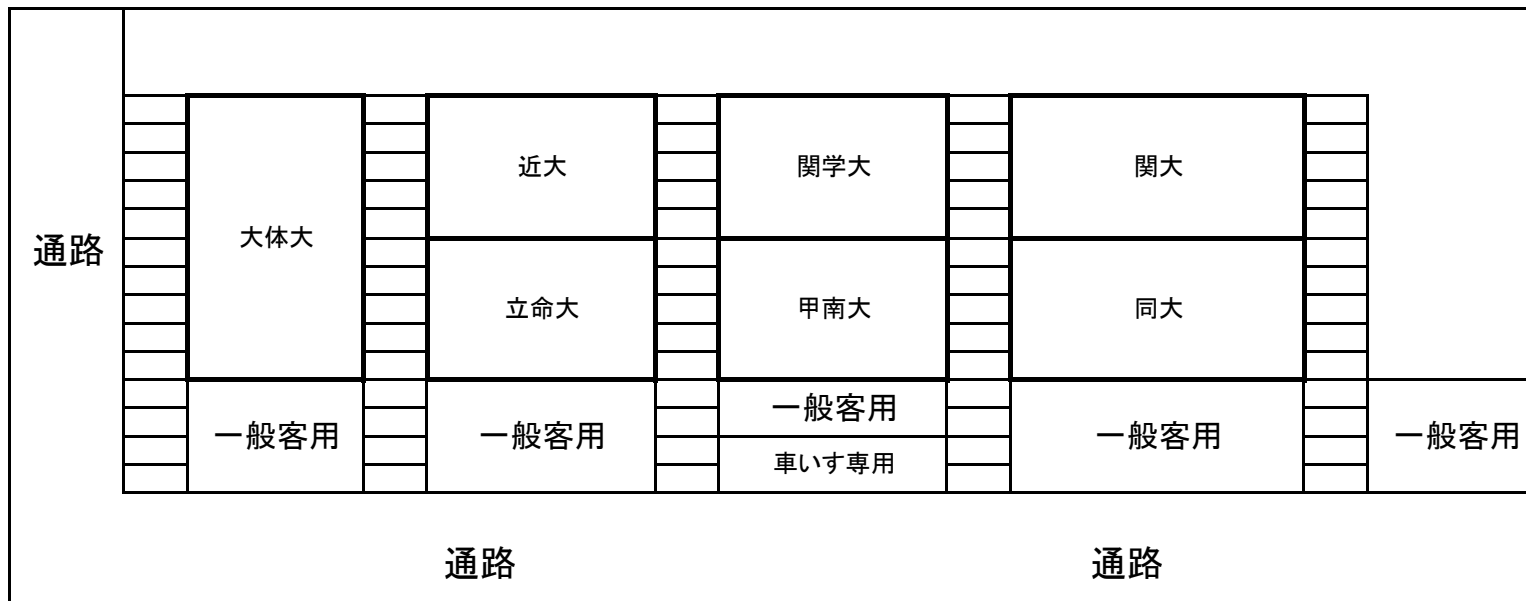 近大
関学大
関大
通路
大体大
立命大
甲南大
同大
一般客用
一般客用
一般客用
車いす専用
一般客用
一般客用
通路
通路